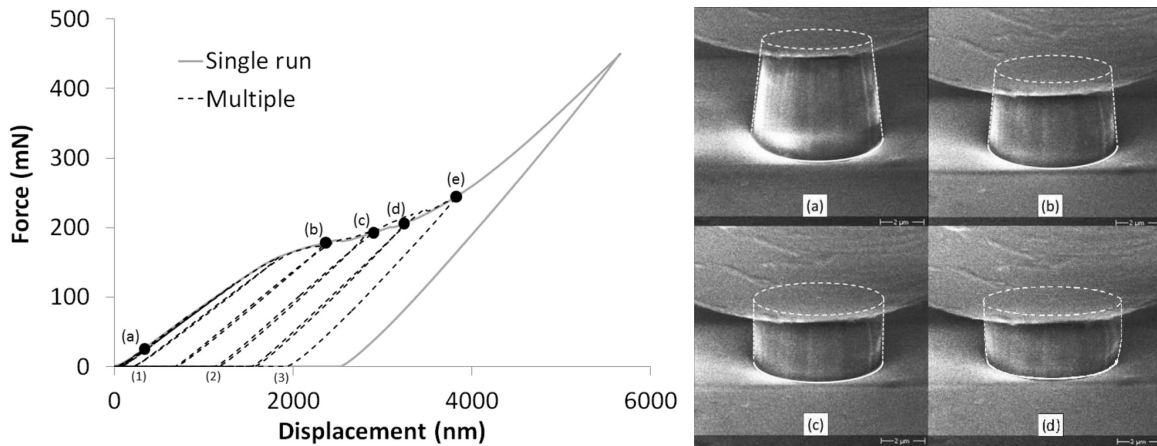 500
400
300
200
100
0
Force (mN)
Single run
Multiple
(a)
(b)
(c)
(d)
(e)
(1)
(2)
(3)
0
2000
4000
6000
Displacement (nm)
(a)
2 µm
(b)
2 µm
(c)
2 µm
(d)
2 µm